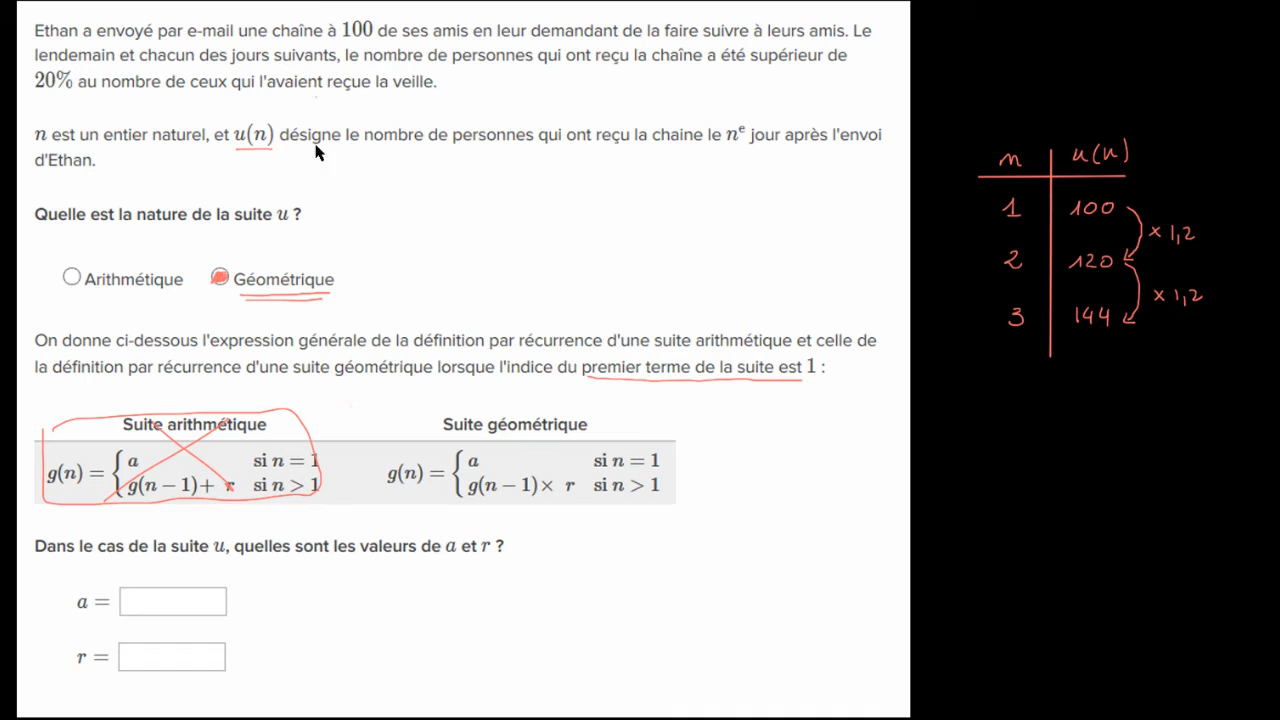 Ethan a envoyé par e-mail une chaîne à 100 de ses amis en leur demandant de la faire suivre à leurs amis. Le
lendemain et chacun des jours suivants, le nombre de personnes qui ont reçu la chaîne a été supérieur de
20% au nombre de ceux qui l'avaient reçue la veille.
n est un entier naturel, et u(n) désigne le nombre de personnes qui ont reçu la chaine le nᵉ jour après l'envoi
d'Ethan.
Quelle est la nature de la suite u ?
Arithmétique Géométrique
On donne ci-dessous l'expression générale de la définition par récurrence d'une suite arithmétique et celle de
la définition par récurrence d'une suite géométrique lorsque l'indice du premier terme de la suite est 1 :
Suite arithmétique Suite géométrique
g(n) = { a si n = 1
g(n − 1)+ r si n > 1
g(n) = { a si n = 1
g(n − 1)× r si n > 1
Dans le cas de la suite u, quelles sont les valeurs de a et r ?
a =
r =
n u(n)
1 100
× 1,2
2 120
× 1,2
3 144